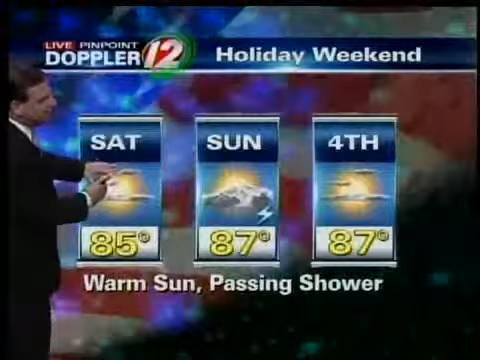 LIVE PINPOINT
DOPPLER 12
Holiday Weekend
SAT
SUN
4TH
85°
87°
87°
Warm Sun, Passing Shower